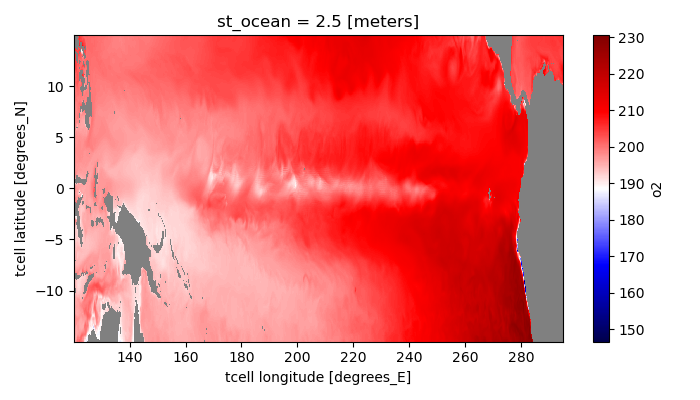 st_ocean = 2.5 [meters]
tcell latitude [degrees_N]
10
5
0
−5
−10
140 160 180 200 220 240 260 280
tcell longitude [degrees_E]
230
220
210
200
190
180
170
160
150
o2